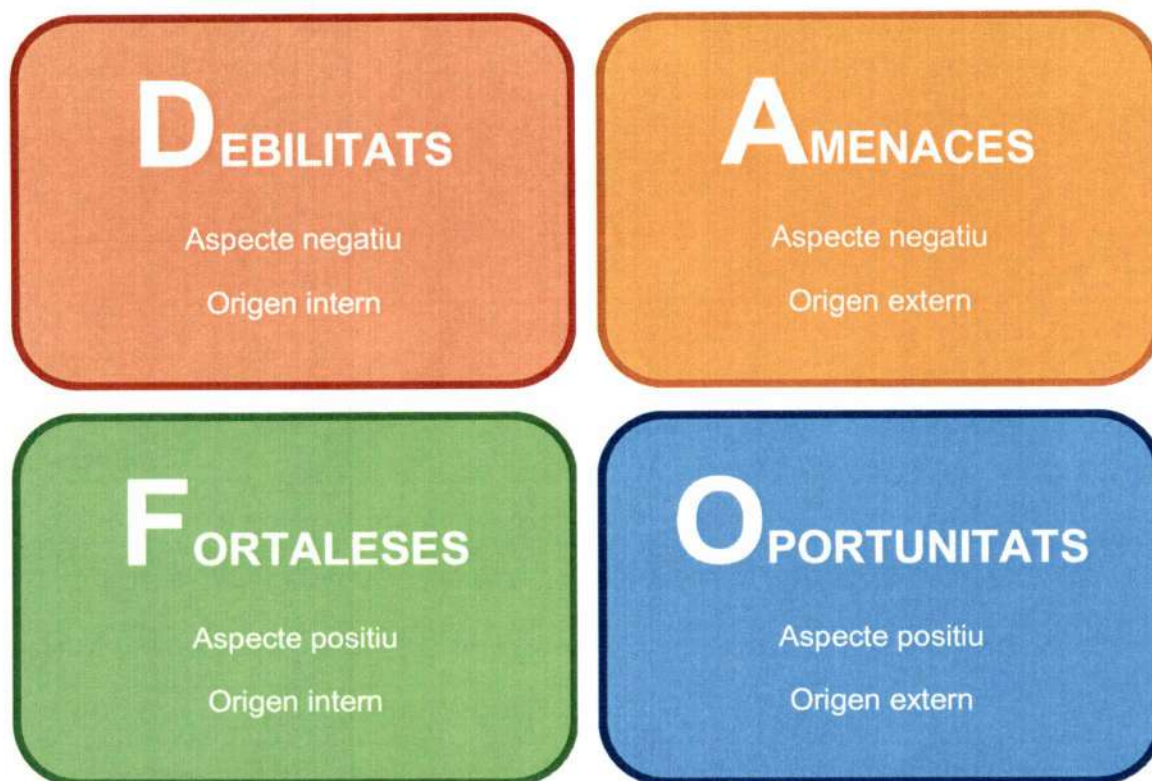 DEBILITATS
Aspecte negatiu
Origen intern
AMENACES
Aspecte negatiu
Origen extern
FORTALESES
Aspecte positiu
Origen intern
OPORTUNITATS
Aspecte positiu
Origen extern